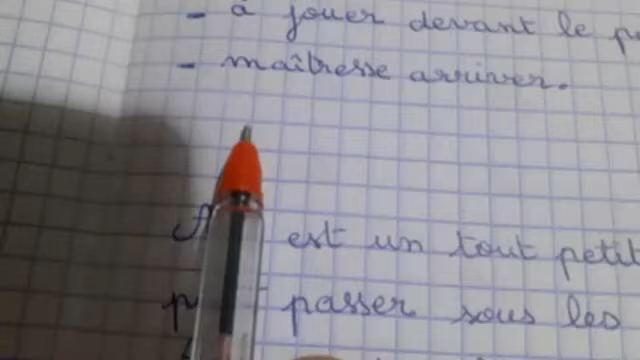 - à jouer devant le
- maîtresse arriver.
est un tout petit
passer sous les